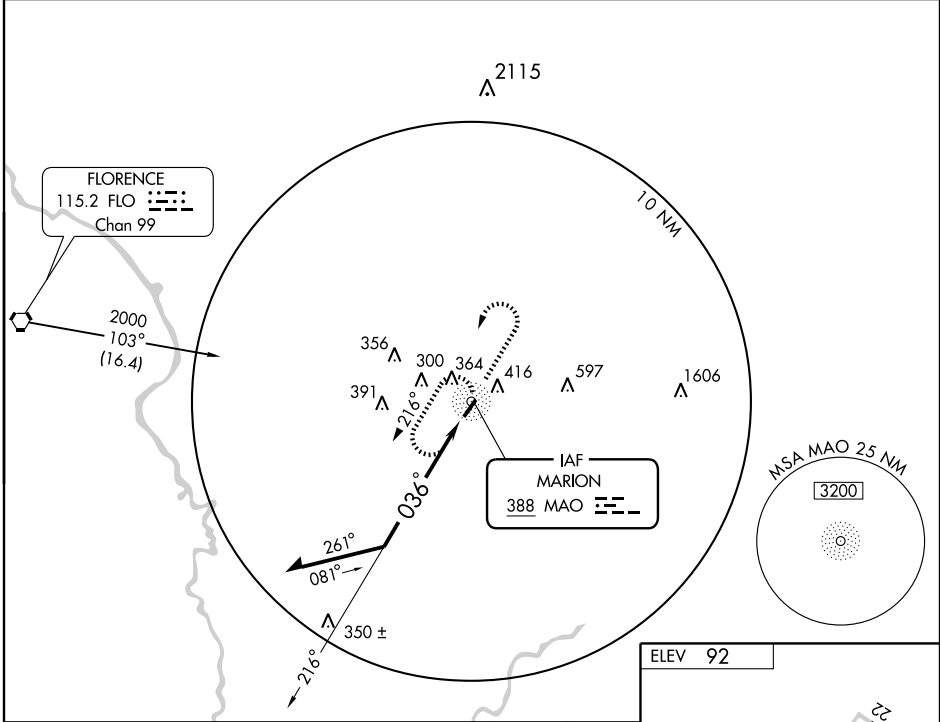 2115
10 NM
FLORENCE
115.2 FLO
Chan 99
2000
103°
(16.4)
356
300
364
416
597
1606
391
216°
036°
IAF
MARION
388 MAO
MSA MAO 25 NM
3200
261°
081°
350 ±
216°
ELEV 92
22